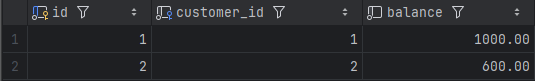 id customer_id balance
1 1 1 1000.00
2 2 2 600.00